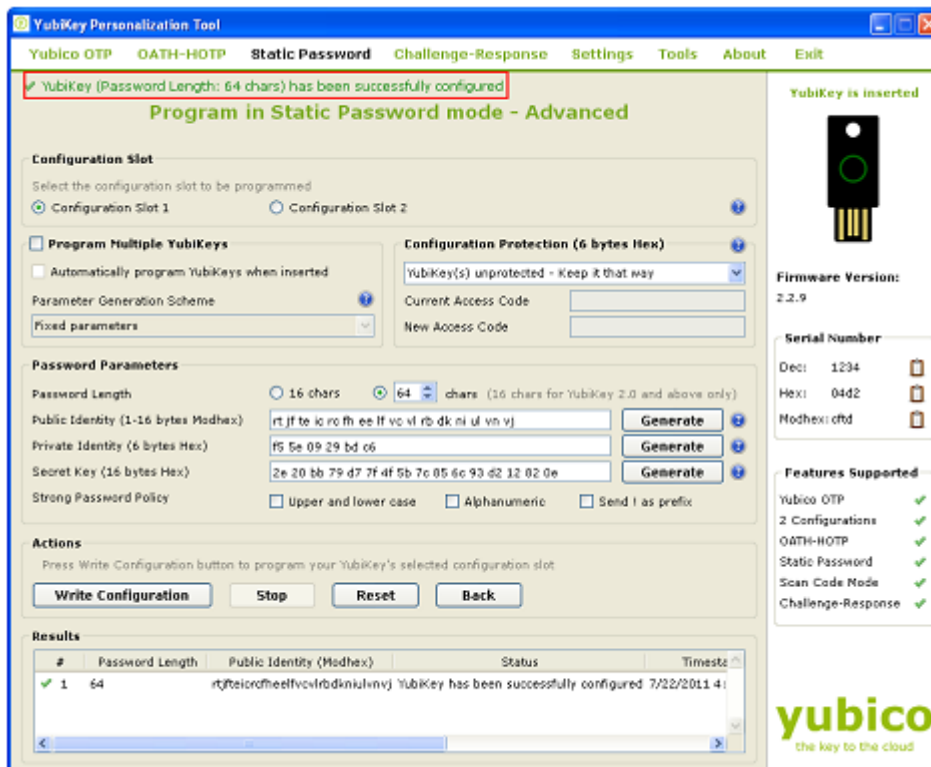 YubiKey Personalization Tool
Yubico OTP OATH-HOTP Static Password Challenge-Response Settings Tools About Exit
YubiKey (Password Length: 64 chars) has been successfully configured
Program in Static Password mode - Advanced
Configuration Slot
Select the configuration slot to be programmed
Configuration Slot 1 Configuration Slot 2
Program Multiple YubiKeys
Automatically program YubiKeys when inserted
Parameter Generation Scheme
Fixed parameters
Configuration Protection (6 bytes Hex)
YubiKey(s) unprotected - Keep it that way
Current Access Code
New Access Code
Password Parameters
Password Length 16 chars 64 chars (16 chars for YubiKey 2.0 and above only)
Public Identity (1-16 bytes Modhex) rt jf te ic ro fh ee lf vc vl rb dk ni ul vn vj Generate
Private Identity (6 bytes Hex) f5 5e 09 29 bd c6 Generate
Secret Key (16 bytes Hex) 2e 20 bb 79 d7 7f 4f 5b 7c 05 6c 93 d2 12 02 0e Generate
Strong Password Policy Upper and lower case Alphanumeric Send ! as prefix
Actions
Press Write Configuration button to program your YubiKey's selected configuration slot
Write Configuration Stop Reset Back
Results
# Password Length Public Identity (Modhex) Status Timesta
1 64 YubiKey has been successfully configured 7/22/2011 4:
YubiKey is inserted
Firmware Version:
2.2.9
Serial Number
Dec: 1234
Hex: 04d2
Modhex: cftd
Features Supported
Yubico OTP
2 Configurations
OATH-HOTP
Static Password
Scan Code Mode
Challenge-Response
yubico
the key to the cloud